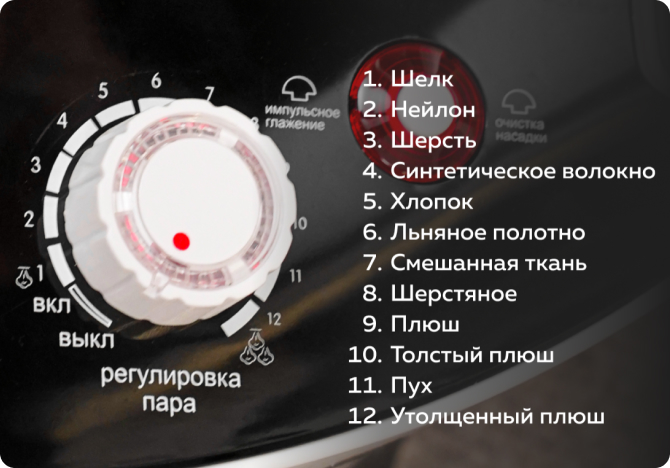 6
5
7
4
8
3
2
10
1
11
12
ВКЛ
ВЫКЛ
регулировка
пара
импульсное
глажение
очистка
насадки
1. Шелк
2. Нейлон
3. Шерсть
4. Синтетическое волокно
5. Хлопок
6. Льняное полотно
7. Смешанная ткань
8. Шерстяное
9. Плюш
10. Толстый плюш
11. Пух
12. Утолщенный плюш